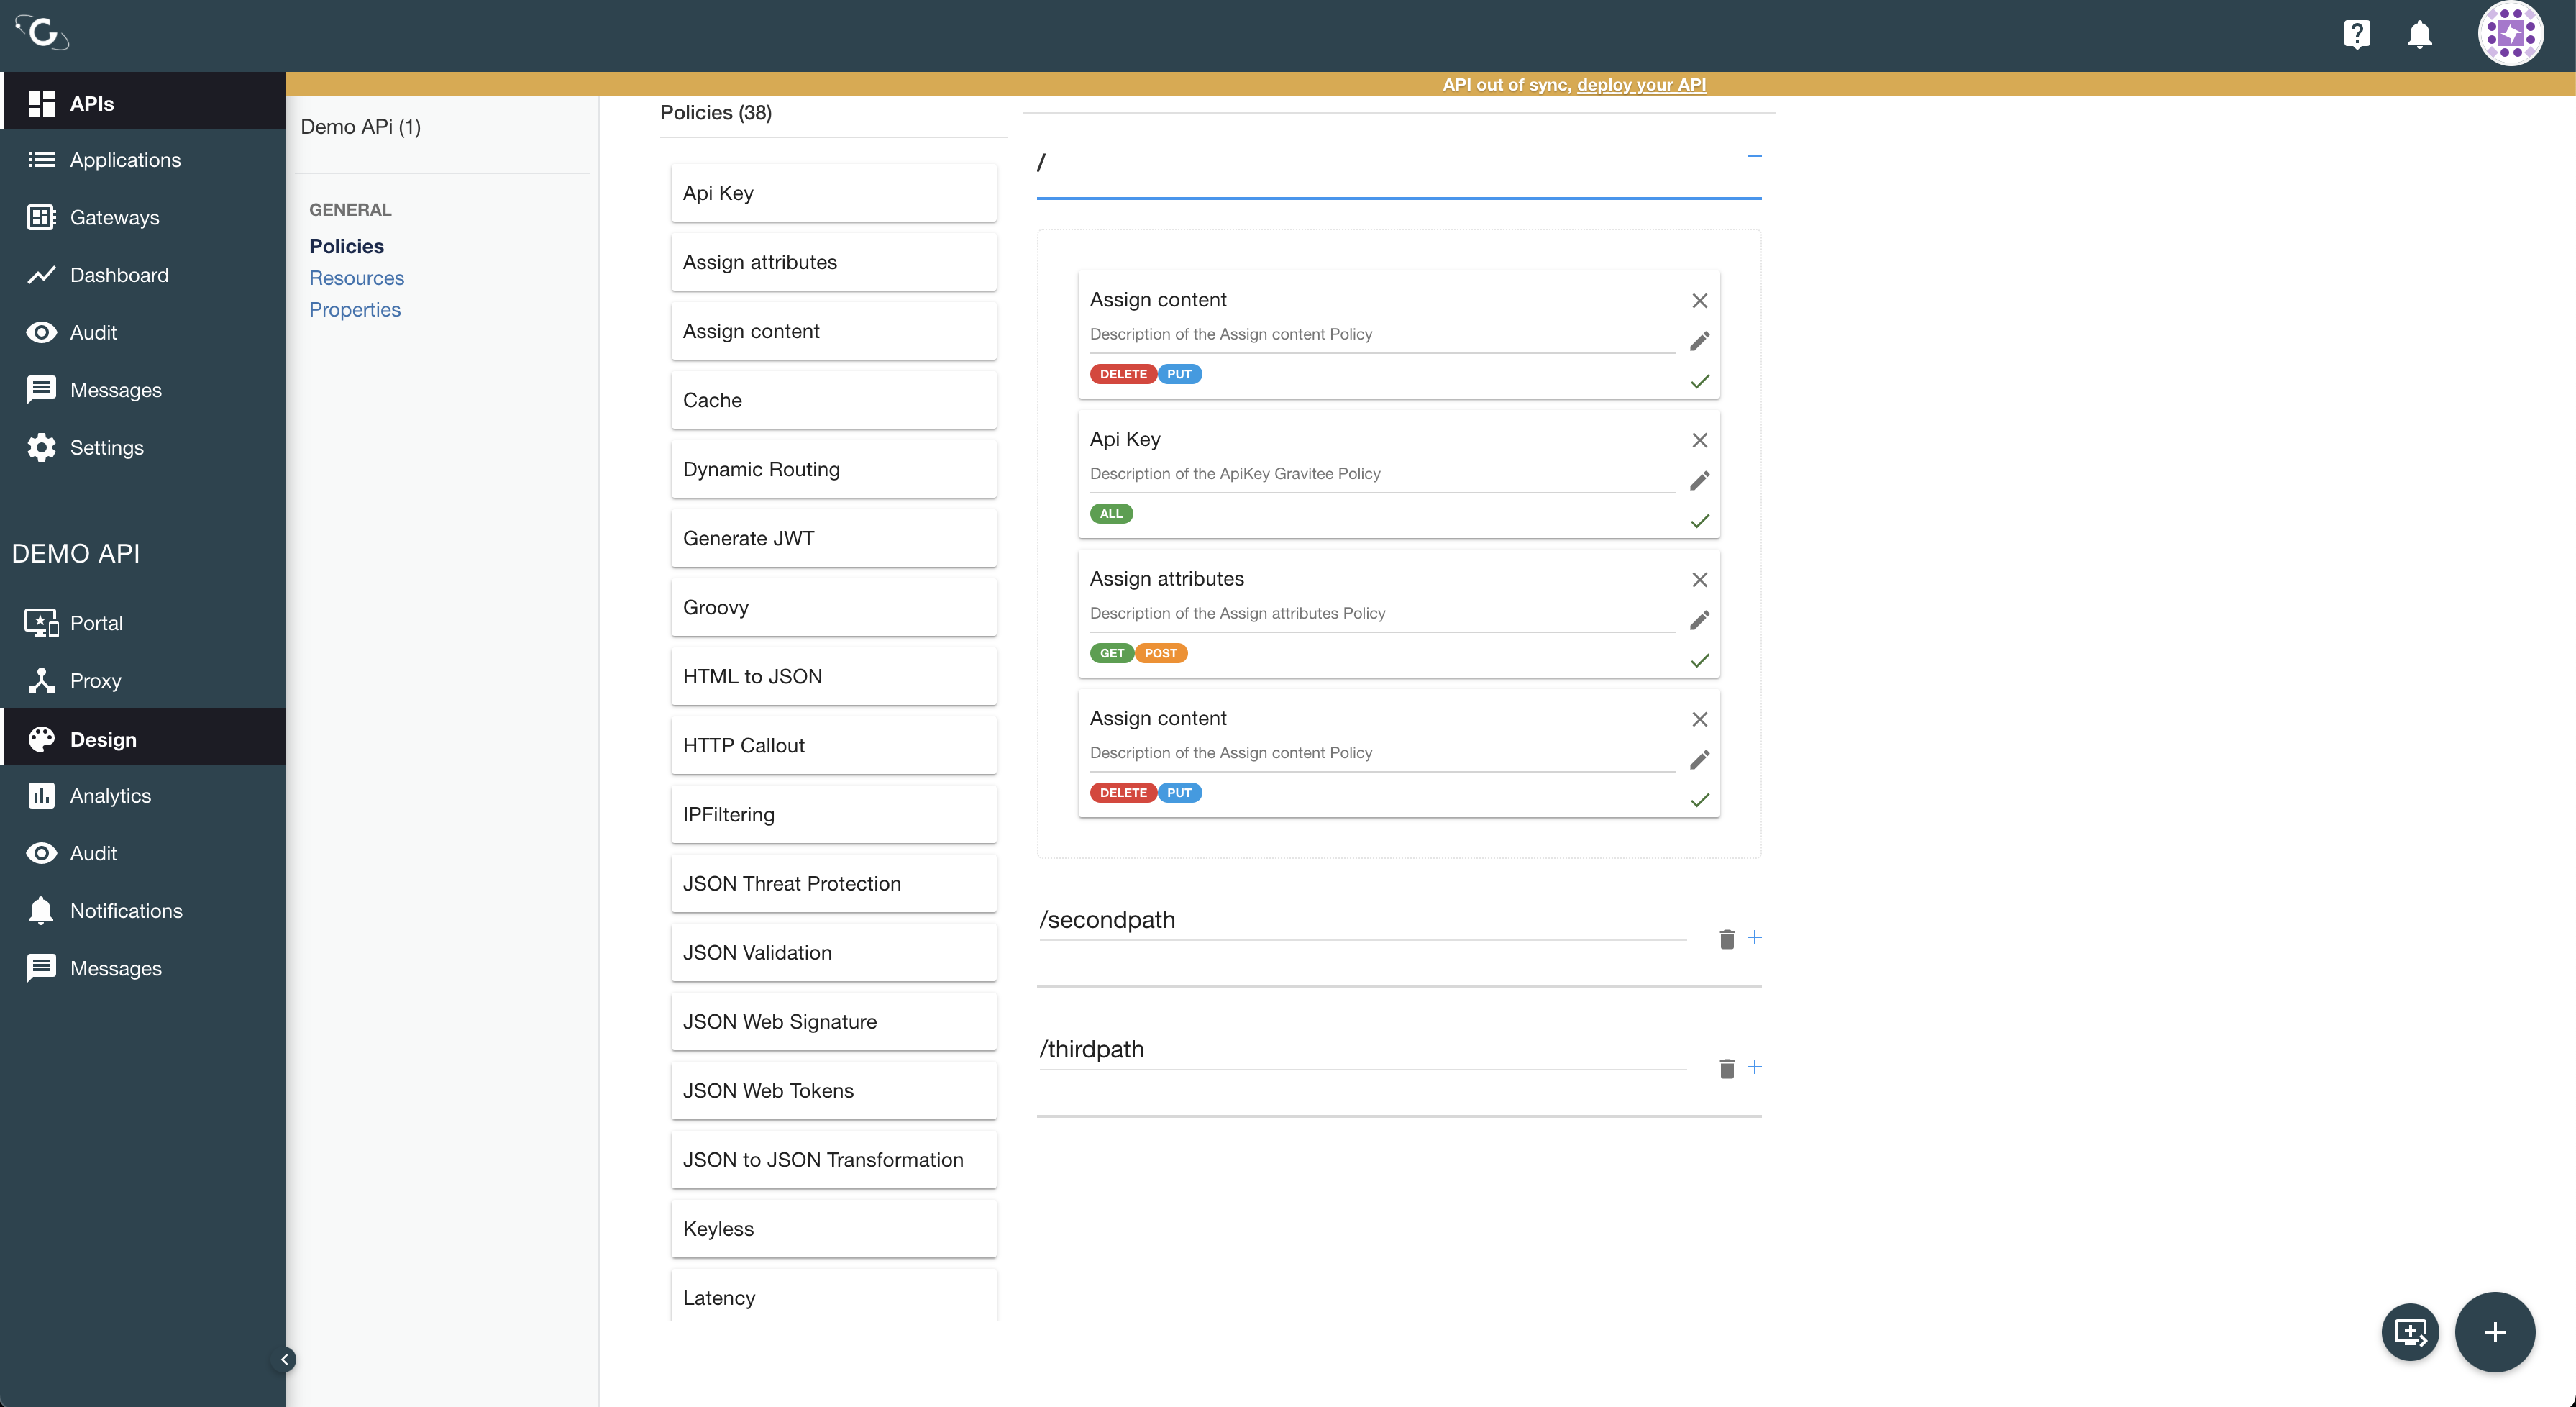 API out of sync, deploy your API
APIs
Applications
Gateways
Dashboard
Audit
Messages
Settings
DEMO API
Portal
Proxy
Design
Analytics
Audit
Notifications
Messages
Demo APi (1)
GENERAL
Policies
Resources
Properties
Policies (38)
Api Key
Assign attributes
Assign content
Cache
Dynamic Routing
Generate JWT
Groovy
HTML to JSON
HTTP Callout
IPFiltering
JSON Threat Protection
JSON Validation
JSON Web Signature
JSON Web Tokens
JSON to JSON Transformation
Keyless
Latency
/
Assign content
Description of the Assign content Policy
DELETE PUT
Api Key
Description of the ApiKey Gravitee Policy
ALL
Assign attributes
Description of the Assign attributes Policy
GET POST
Assign content
Description of the Assign content Policy
DELETE PUT
/secondpath
/thirdpath